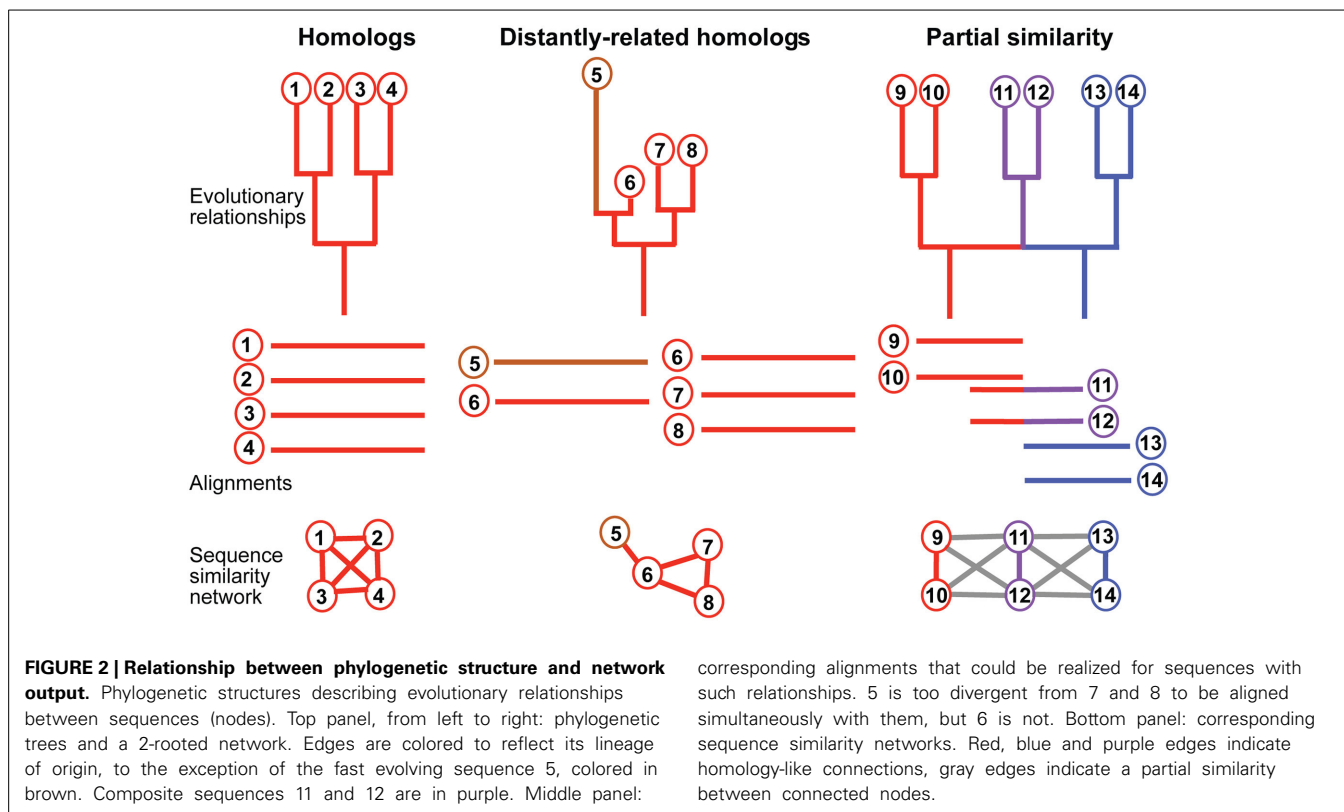 Homologs
Distantly-related homologs
Partial similarity
1 2 3 4
5
6
7 8
9 10
11 12
13 14
Evolutionary
relationships
1
2
3
4
5
6
6
7
8
9
10
11
12
13
14
Alignments
Sequence
similarity
network
1 2
3 4
5
6
7
8
9 11 13
10 12 14
FIGURE 2 | Relationship between phylogenetic structure and network
output. Phylogenetic structures describing evolutionary relationships
between sequences (nodes). Top panel, from left to right: phylogenetic
trees and a 2-rooted network. Edges are colored to reflect its lineage
of origin, to the exception of the fast evolving sequence 5, colored in
brown. Composite sequences 11 and 12 are in purple. Middle panel:
corresponding alignments that could be realized for sequences with
such relationships. 5 is too divergent from 7 and 8 to be aligned
simultaneously with them, but 6 is not. Bottom panel: corresponding
sequence similarity networks. Red, blue and purple edges indicate
homology-like connections, gray edges indicate a partial similarity
between connected nodes.